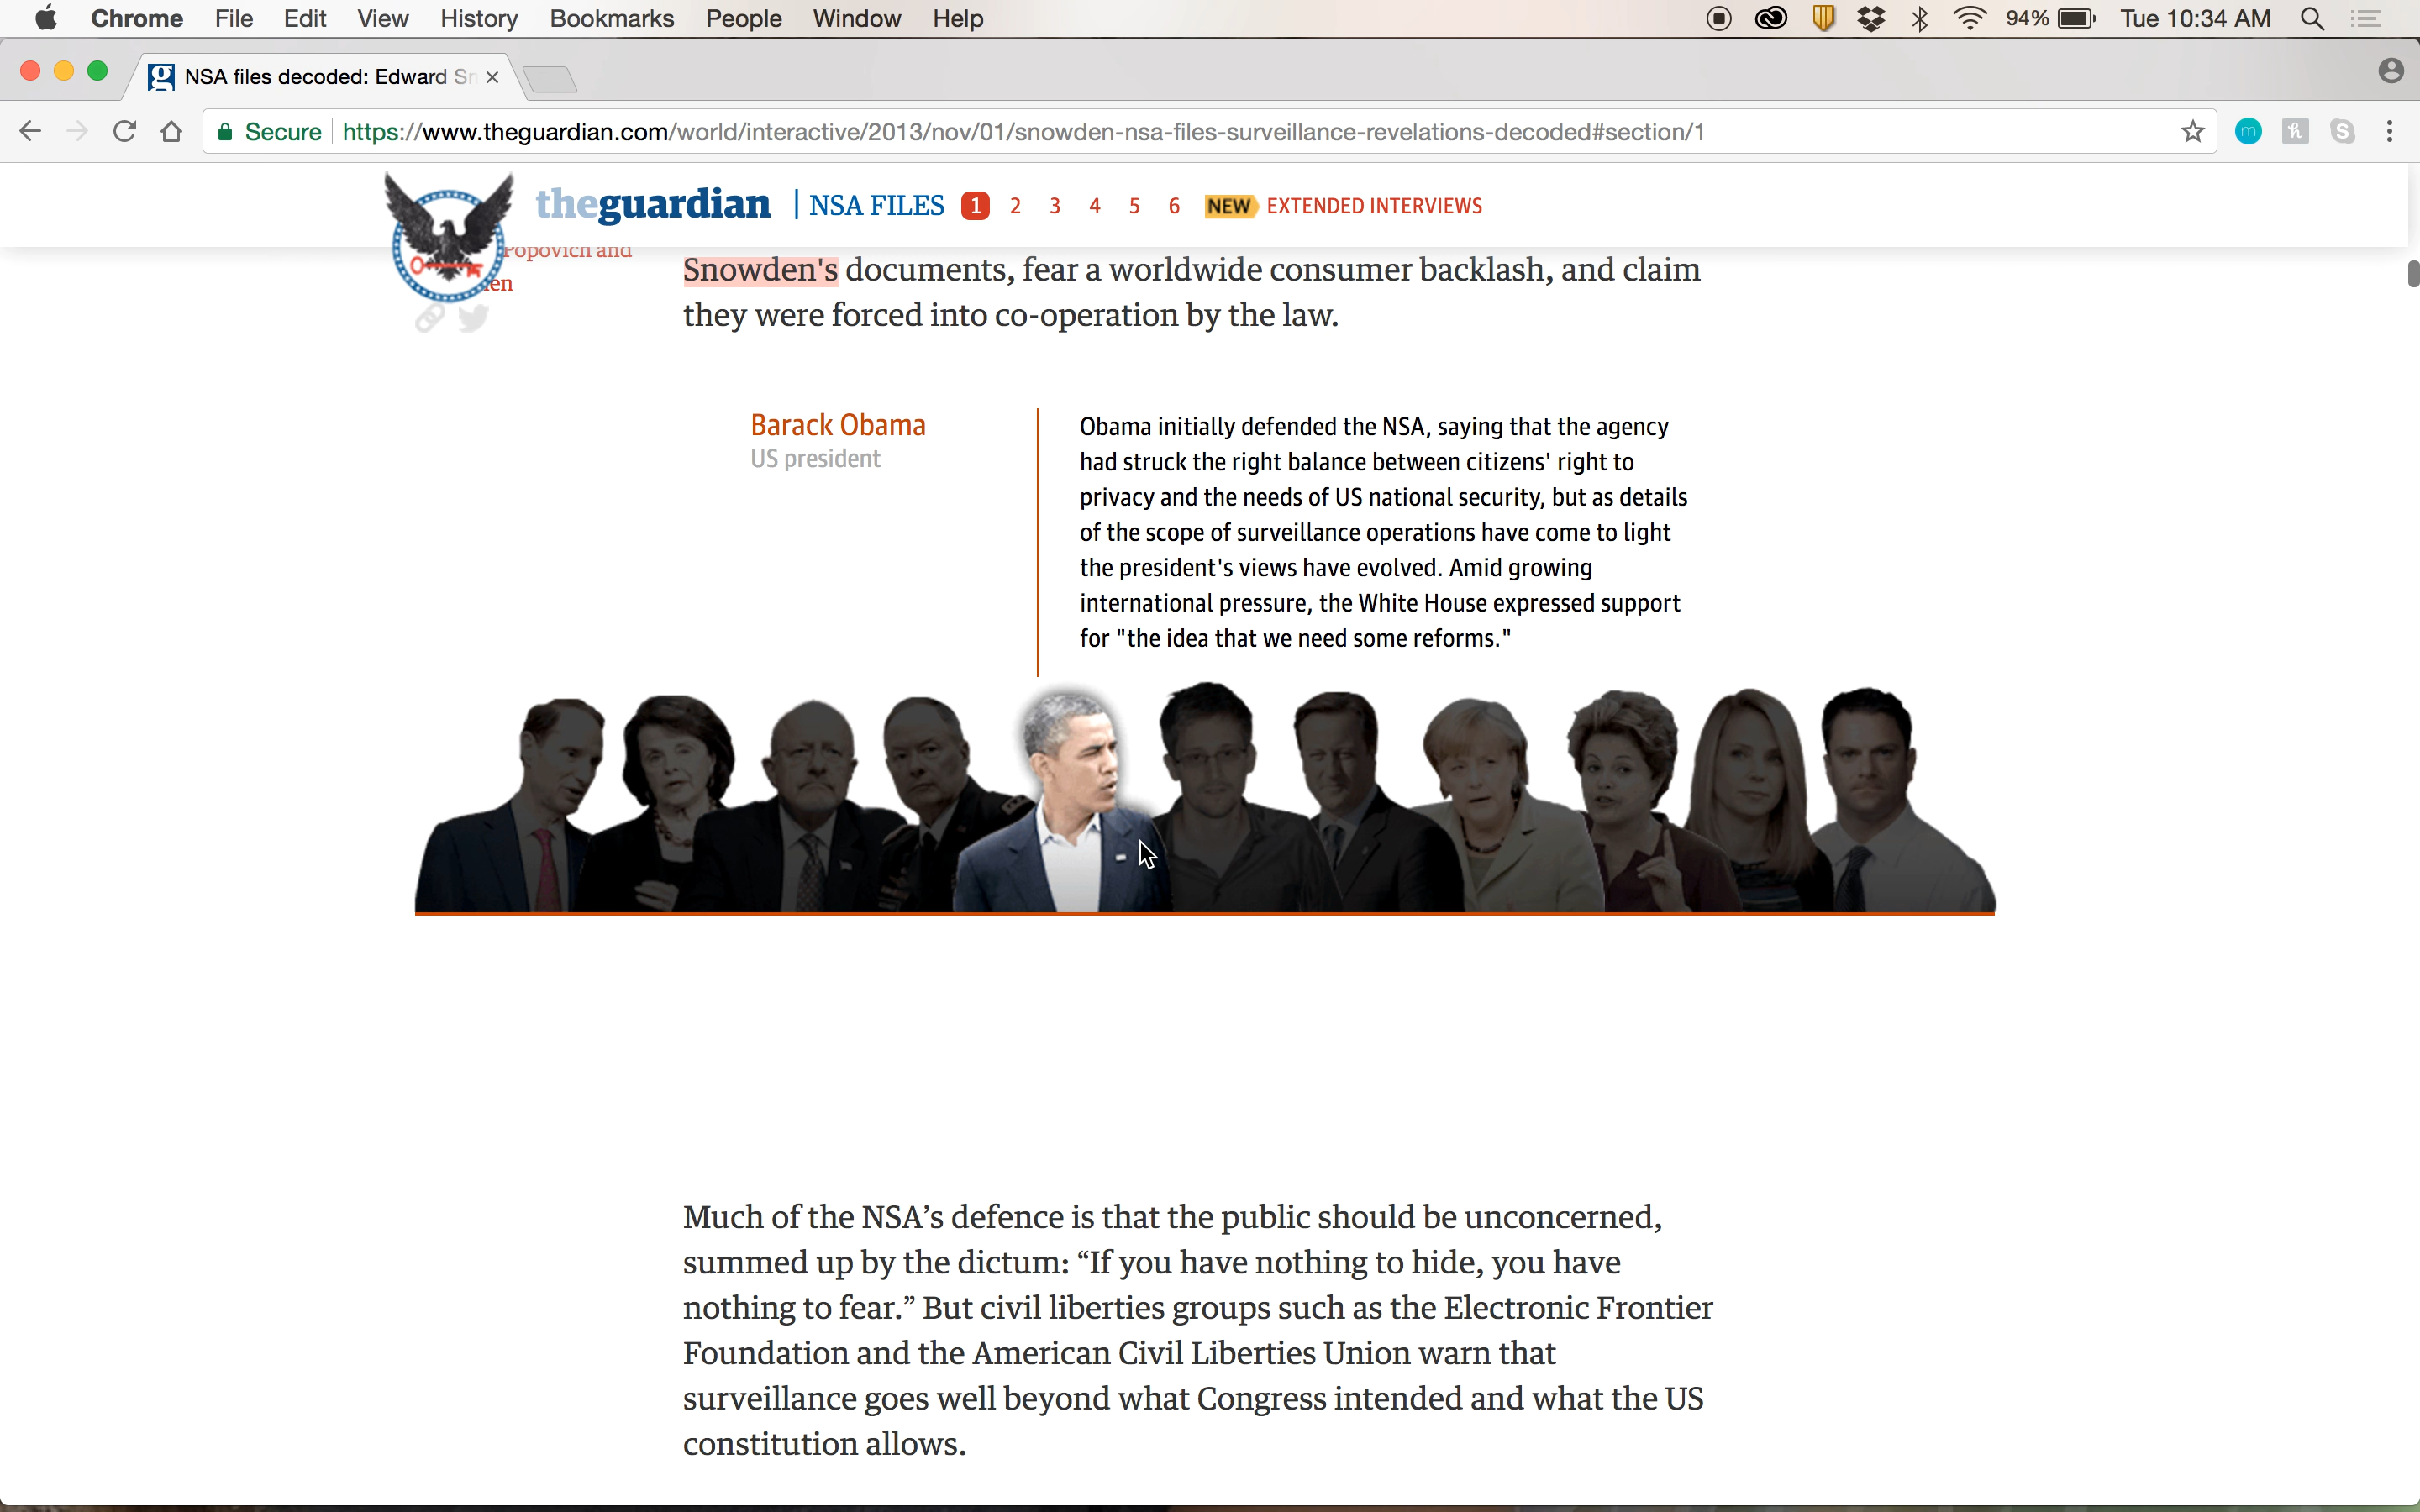 Chrome File Edit View History Bookmarks People Window Help 94% Tue 10:34 AM
NSA files decoded: Edward Sn
Secure https://www.theguardian.com/world/interactive/2013/nov/01/snowden-nsa-files-surveillance-revelations-decoded#section/1
theguardian | NSA FILES 1 2 3 4 5 6 NEW EXTENDED INTERVIEWS
Popovich and
en
Snowden's documents, fear a worldwide consumer backlash, and claim
they were forced into co-operation by the law.
Barack Obama
US president
Obama initially defended the NSA, saying that the agency
had struck the right balance between citizens' right to
privacy and the needs of US national security, but as details
of the scope of surveillance operations have come to light
the president's views have evolved. Amid growing
international pressure, the White House expressed support
for "the idea that we need some reforms."
Much of the NSA’s defence is that the public should be unconcerned,
summed up by the dictum: “If you have nothing to hide, you have
nothing to fear.” But civil liberties groups such as the Electronic Frontier
Foundation and the American Civil Liberties Union warn that
surveillance goes well beyond what Congress intended and what the US
constitution allows.